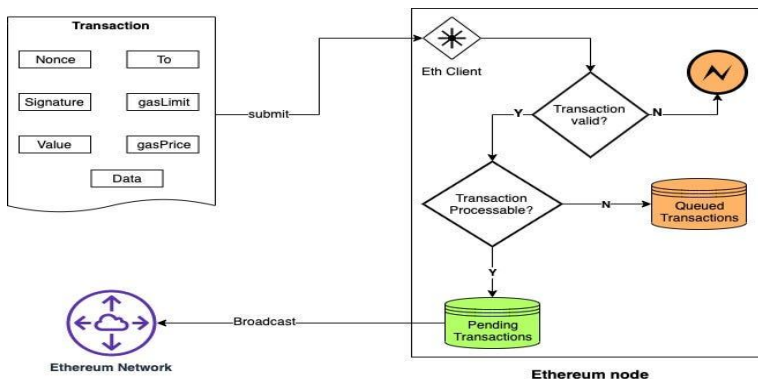 Transaction
Nonce
To
Signature
gasLimit
Value
gasPrice
Data
submit
Eth Client
Transaction
valid?
Y
N
Transaction
Processable?
N
Queued
Transactions
Y
Pending
Transactions
Broadcast
Ethereum Network
Ethereum node